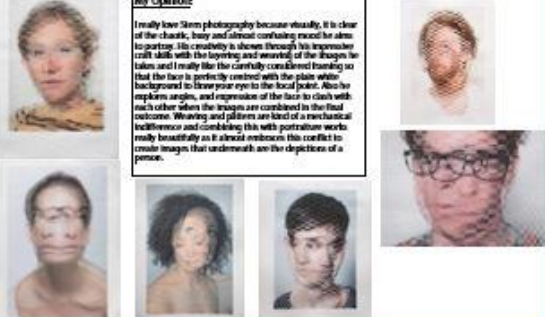 My Opinion:
I really love Stem photography because visually, it is clear
of the chaotic, busy and almost confusing mood he aims
to portray. His creativity is shown through his impressive
craft skills with the layering and weaving of the images he
takes and I really like the carefully considered framing so
that the face is perfectly centred with the plain white
background to draw your eye to the focal point. Also he
explores angles, and expression of the face to clash with
each other when the images are combined in the final
outcome. Weaving and pattern are kind of a mechanical
indifference and combining this with portraiture works
really beautifully as it almost embraces this conflict to
create images that underneath are the depictions of a
person.